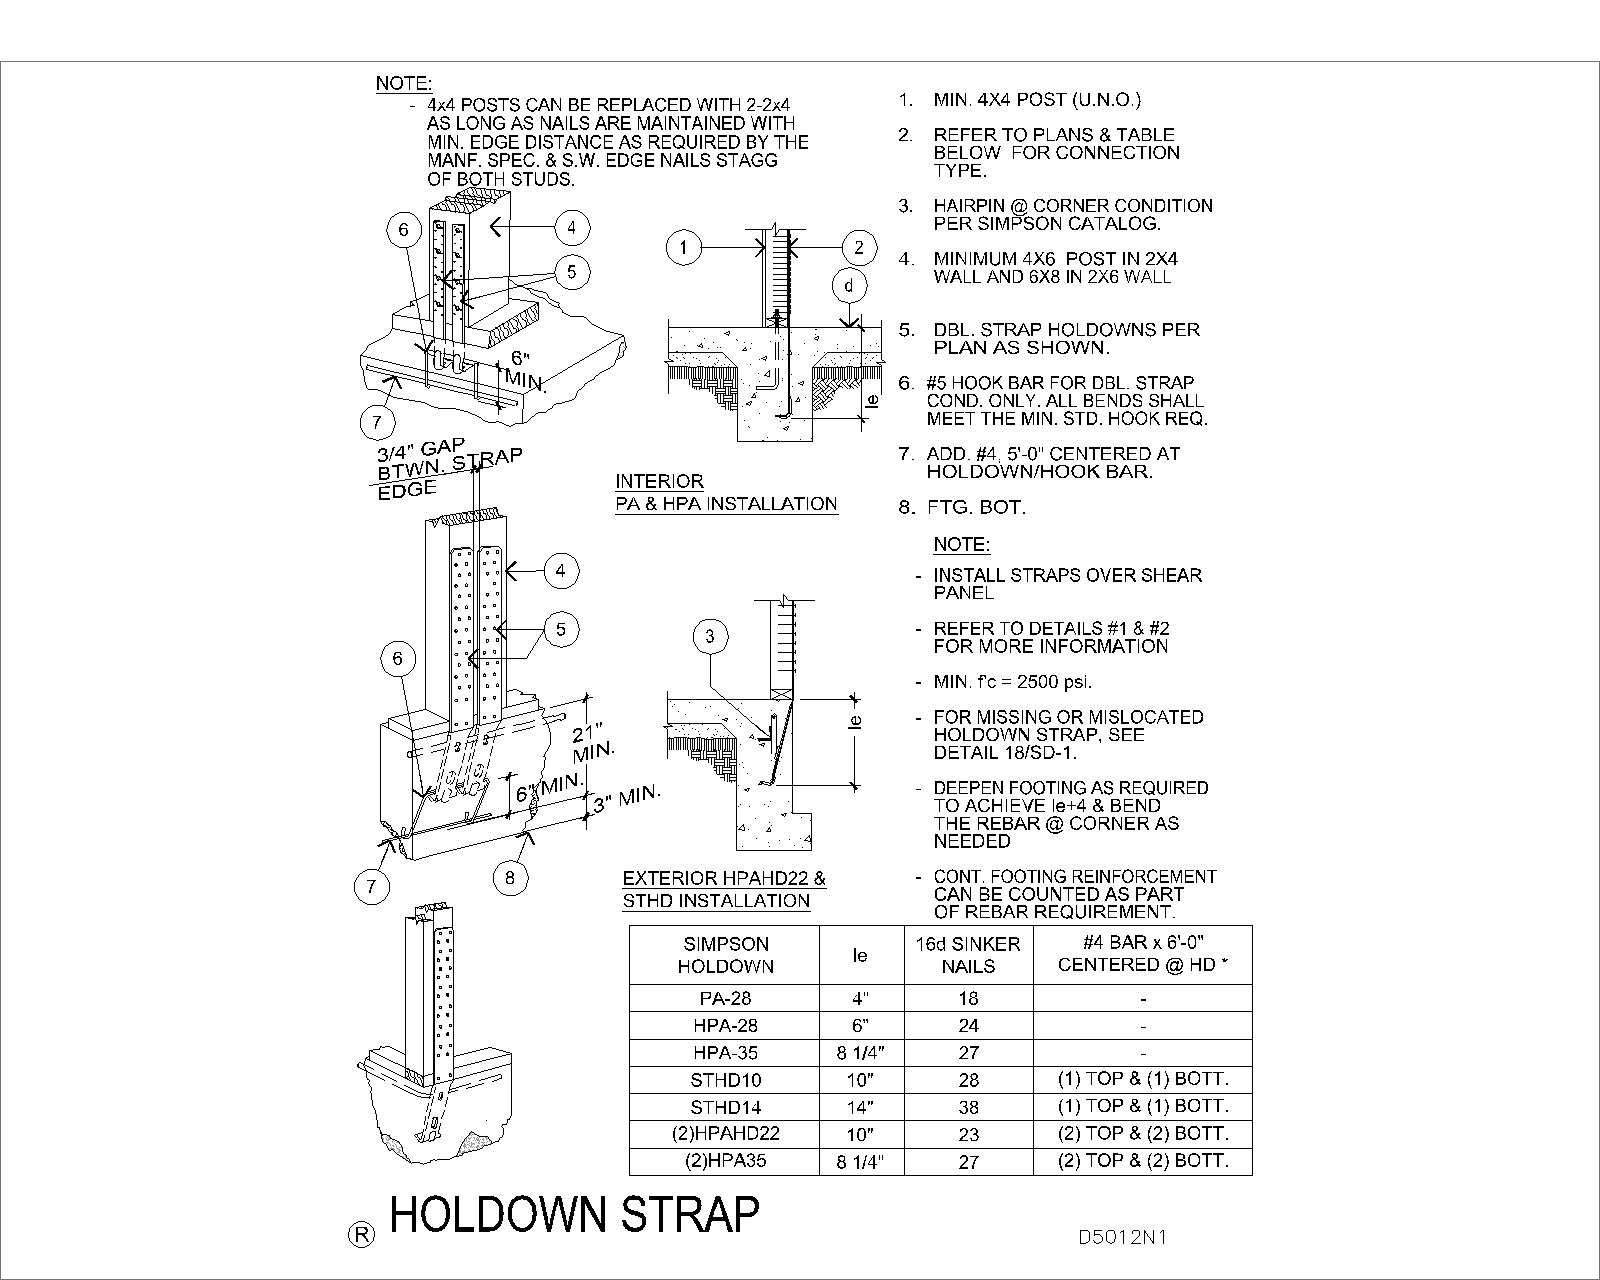 NOTE:
- 4x4 POSTS CAN BE REPLACED WITH 2-2x4
AS LONG AS NAILS ARE MAINTAINED WITH
MIN. EDGE DISTANCE AS REQUIRED BY THE
MANF. SPEC. & S.W. EDGE NAILS STAGG
OF BOTH STUDS.
6
4
5
6"
MIN.
7
1
2
d
le
INTERIOR
PA & HPA INSTALLATION
3/4" GAP
BTWN. STRAP
EDGE
4
5
6
21"
MIN.
6" MIN.
3" MIN.
7
8
3
le
EXTERIOR HPAHD22 &
STHD INSTALLATION
1. MIN. 4X4 POST (U.N.O.)
2. REFER TO PLANS & TABLE
BELOW FOR CONNECTION
TYPE.
3. HAIRPIN @ CORNER CONDITION
PER SIMPSON CATALOG.
4. MINIMUM 4X6 POST IN 2X4
WALL AND 6X8 IN 2X6 WALL
5. DBL. STRAP HOLDOWNS PER
PLAN AS SHOWN.
6. #5 HOOK BAR FOR DBL. STRAP
COND. ONLY. ALL BENDS SHALL
MEET THE MIN. STD. HOOK REQ.
7. ADD. #4, 5'-0" CENTERED AT
HOLDOWN/HOOK BAR.
8. FTG. BOT.
NOTE:
- INSTALL STRAPS OVER SHEAR
PANEL
- REFER TO DETAILS #1 & #2
FOR MORE INFORMATION
- MIN. f'c = 2500 psi.
- FOR MISSING OR MISLOCATED
HOLDOWN STRAP, SEE
DETAIL 18/SD-1.
- DEEPEN FOOTING AS REQUIRED
TO ACHIEVE le+4 & BEND
THE REBAR @ CORNER AS
NEEDED
- CONT. FOOTING REINFORCEMENT
CAN BE COUNTED AS PART
OF REBAR REQUIREMENT.
SIMPSON HOLDOWN le 16d SINKER NAILS #4 BAR x 6'-0" CENTERED @ HD *
PA-28 4" 18 -
HPA-28 6" 24 -
HPA-35 8 1/4" 27 -
STHD10 10" 28 (1) TOP & (1) BOTT.
STHD14 14" 38 (1) TOP & (1) BOTT.
(2)HPAHD22 10" 23 (2) TOP & (2) BOTT.
(2)HPA35 8 1/4" 27 (2) TOP & (2) BOTT.
R HOLDOWN STRAP
D5012N1